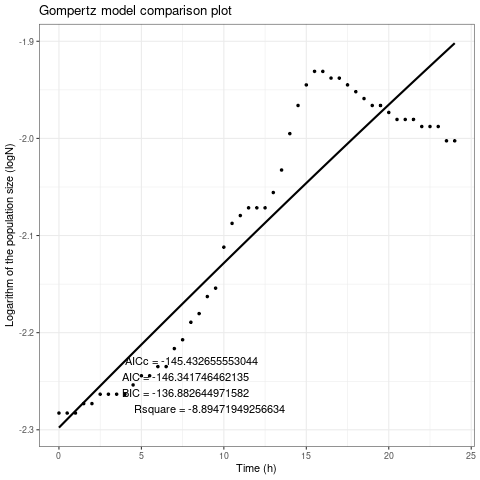 Gompertz model comparison plot
Logarithm of the population size (logN)
-1.9
-2.0
-2.1
-2.2
-2.3
AICc = -145.432655553044
AIC = -146.341746462135
BIC = -136.882644971582
Rsquare = -8.89471949256634
0 5 10 15 20 25
Time (h)